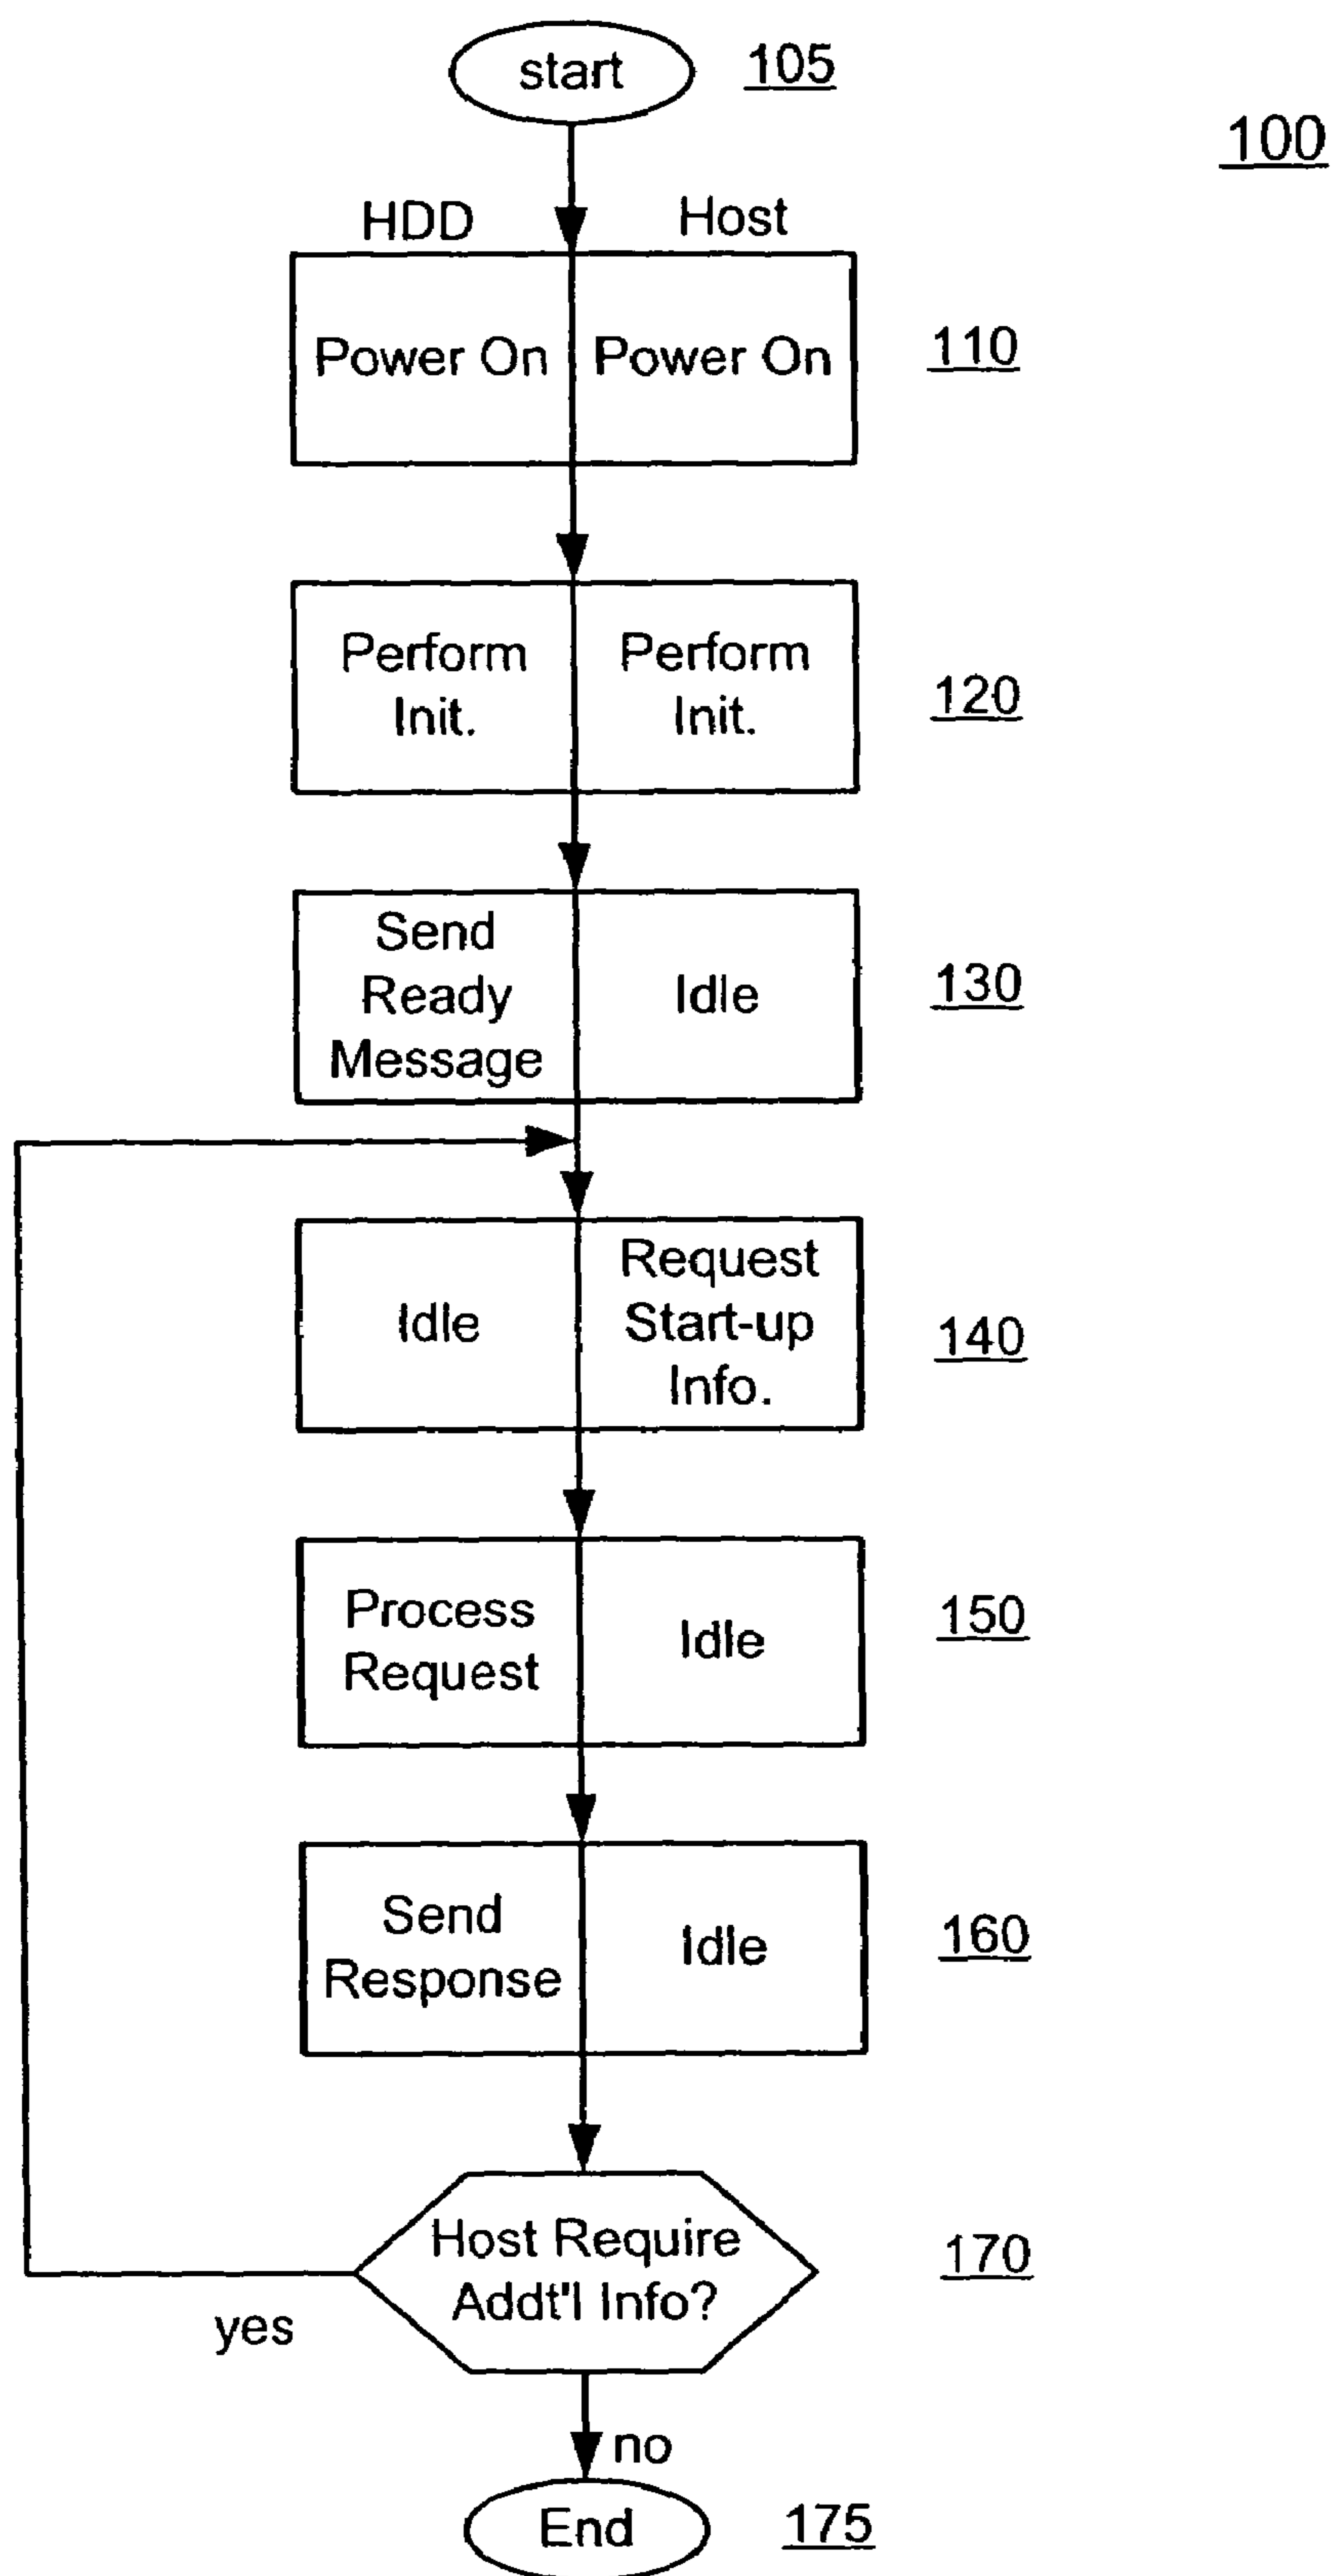 start 105
100
HDD Host
Power On Power On 110
Perform Perform
Init. Init. 120
Send
Ready Idle 130
Message
Request
Idle Start-up 140
Info.
Process Idle 150
Request
Send Idle 160
Response
Host Require 170
Addt'l Info?
yes
no
End 175